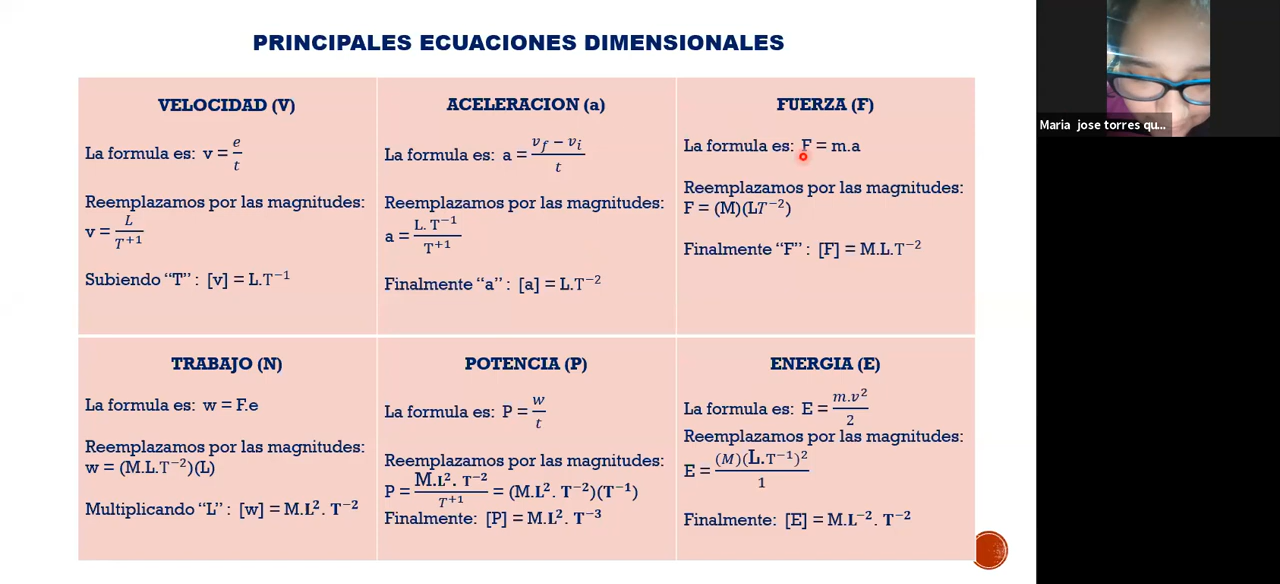 PRINCIPALES ECUACIONES DIMENSIONALES
VELOCIDAD (V)
La formula es: v = e/t
Reemplazamos por las magnitudes:
v = L/T⁺¹
Subiendo “T” : [v] = L.T⁻¹
ACELERACION (a)
La formula es: a = (v_f − v_i)/t
Reemplazamos por las magnitudes:
a = L. T⁻¹/T⁺¹
Finalmente “a” : [a] = L.T⁻²
FUERZA (F)
La formula es: F = m.a
Reemplazamos por las magnitudes:
F = (M)(LT⁻²)
Finalmente “F” : [F] = M.L.T⁻²
TRABAJO (N)
La formula es: w = F.e
Reemplazamos por las magnitudes:
w = (M.L.T⁻²)(L)
Multiplicando “L” : [w] = M.L². T⁻²
POTENCIA (P)
La formula es: P = w/t
Reemplazamos por las magnitudes:
P = M.L². T⁻²/T⁺¹ = (M.L². T⁻²)(T⁻¹)
Finalmente: [P] = M.L². T⁻³
ENERGIA (E)
La formula es: E = m.v²/2
Reemplazamos por las magnitudes:
E = (M)(L.T⁻¹)²/1
Finalmente: [E] = M.L⁻². T⁻²
Maria jose torres qu...